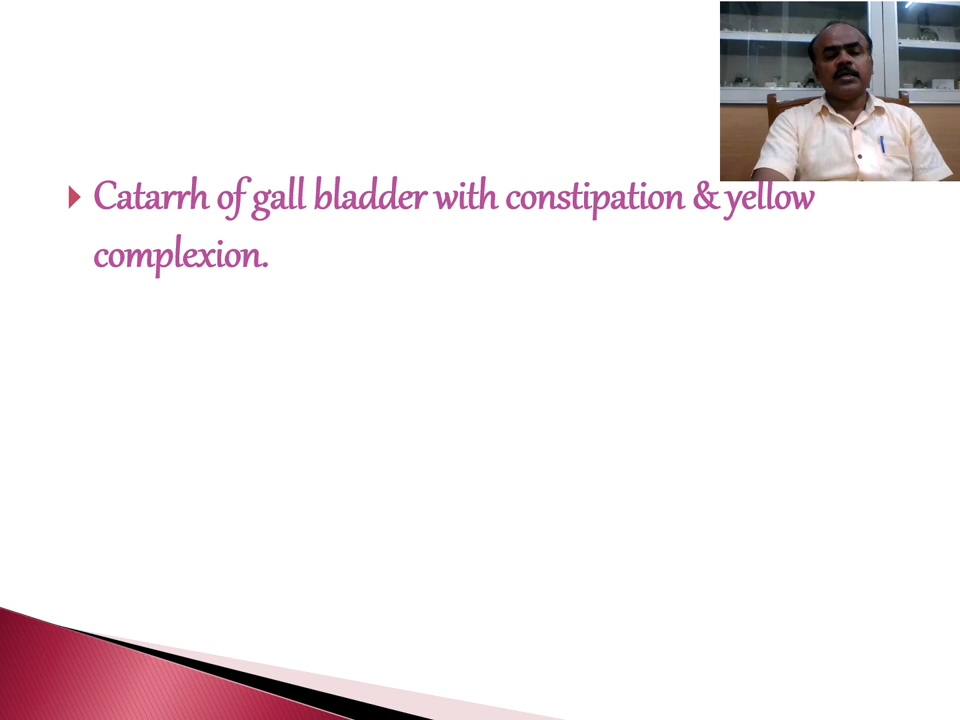 Catarrh of gall bladder with constipation & yellow
complexion.